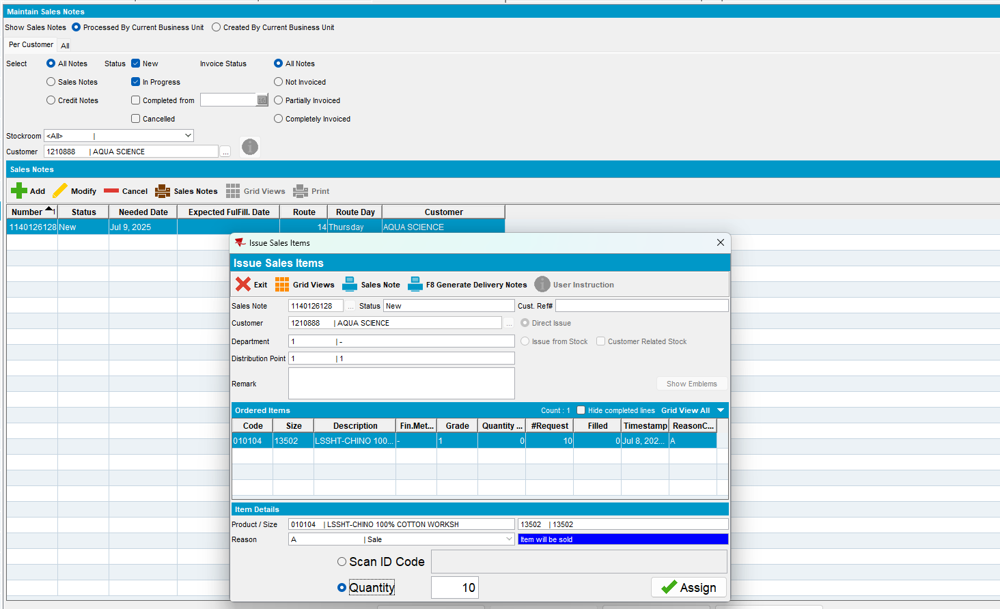 Maintain Sales Notes
Show Sales Notes Processed By Current Business Unit Created By Current Business Unit
Per Customer All
Select All Notes Status New Invoice Status All Notes
Sales Notes In Progress Not Invoiced
Credit Notes Completed from 16 Partially Invoiced
Cancelled Completely Invoiced
Stockroom <All> |
Customer 1210888 | AQUA SCIENCE ...
Sales Notes
Add Modify Cancel Sales Notes Grid Views Print
Number 1 Status Needed Date Expected FulFill. Date Route Route Day Customer
1140126128 New Jul 9, 2025 14 Thursday AQUA SCIENCE
Issue Sales Items
Issue Sales Items
Exit Grid Views Sales Note F8 Generate Delivery Notes User Instruction
Sales Note 1140126128 ... Status New Cust. Ref#
Customer 1210888 | AQUA SCIENCE ... Direct Issue
Department 1 | - Issue from Stock Customer Related Stock
Distribution Point 1 | 1
Remark Show Emblems
Ordered Items Count : 1 Hide completed lines Grid View All
Code Size Description Fin.Met... Grade Quantity ... #Request Filled Timestamp ReasonC...
010104 13502 LSSHT-CHINO 100... - 1 0 10 0 Jul 8, 202... A
Item Details
Product / Size 010104 | LSSHT-CHINO 100% COTTON WORKSH 13502 | 13502
Reason A | Sale Item will be sold
Scan ID Code
Quantity 10 Assign